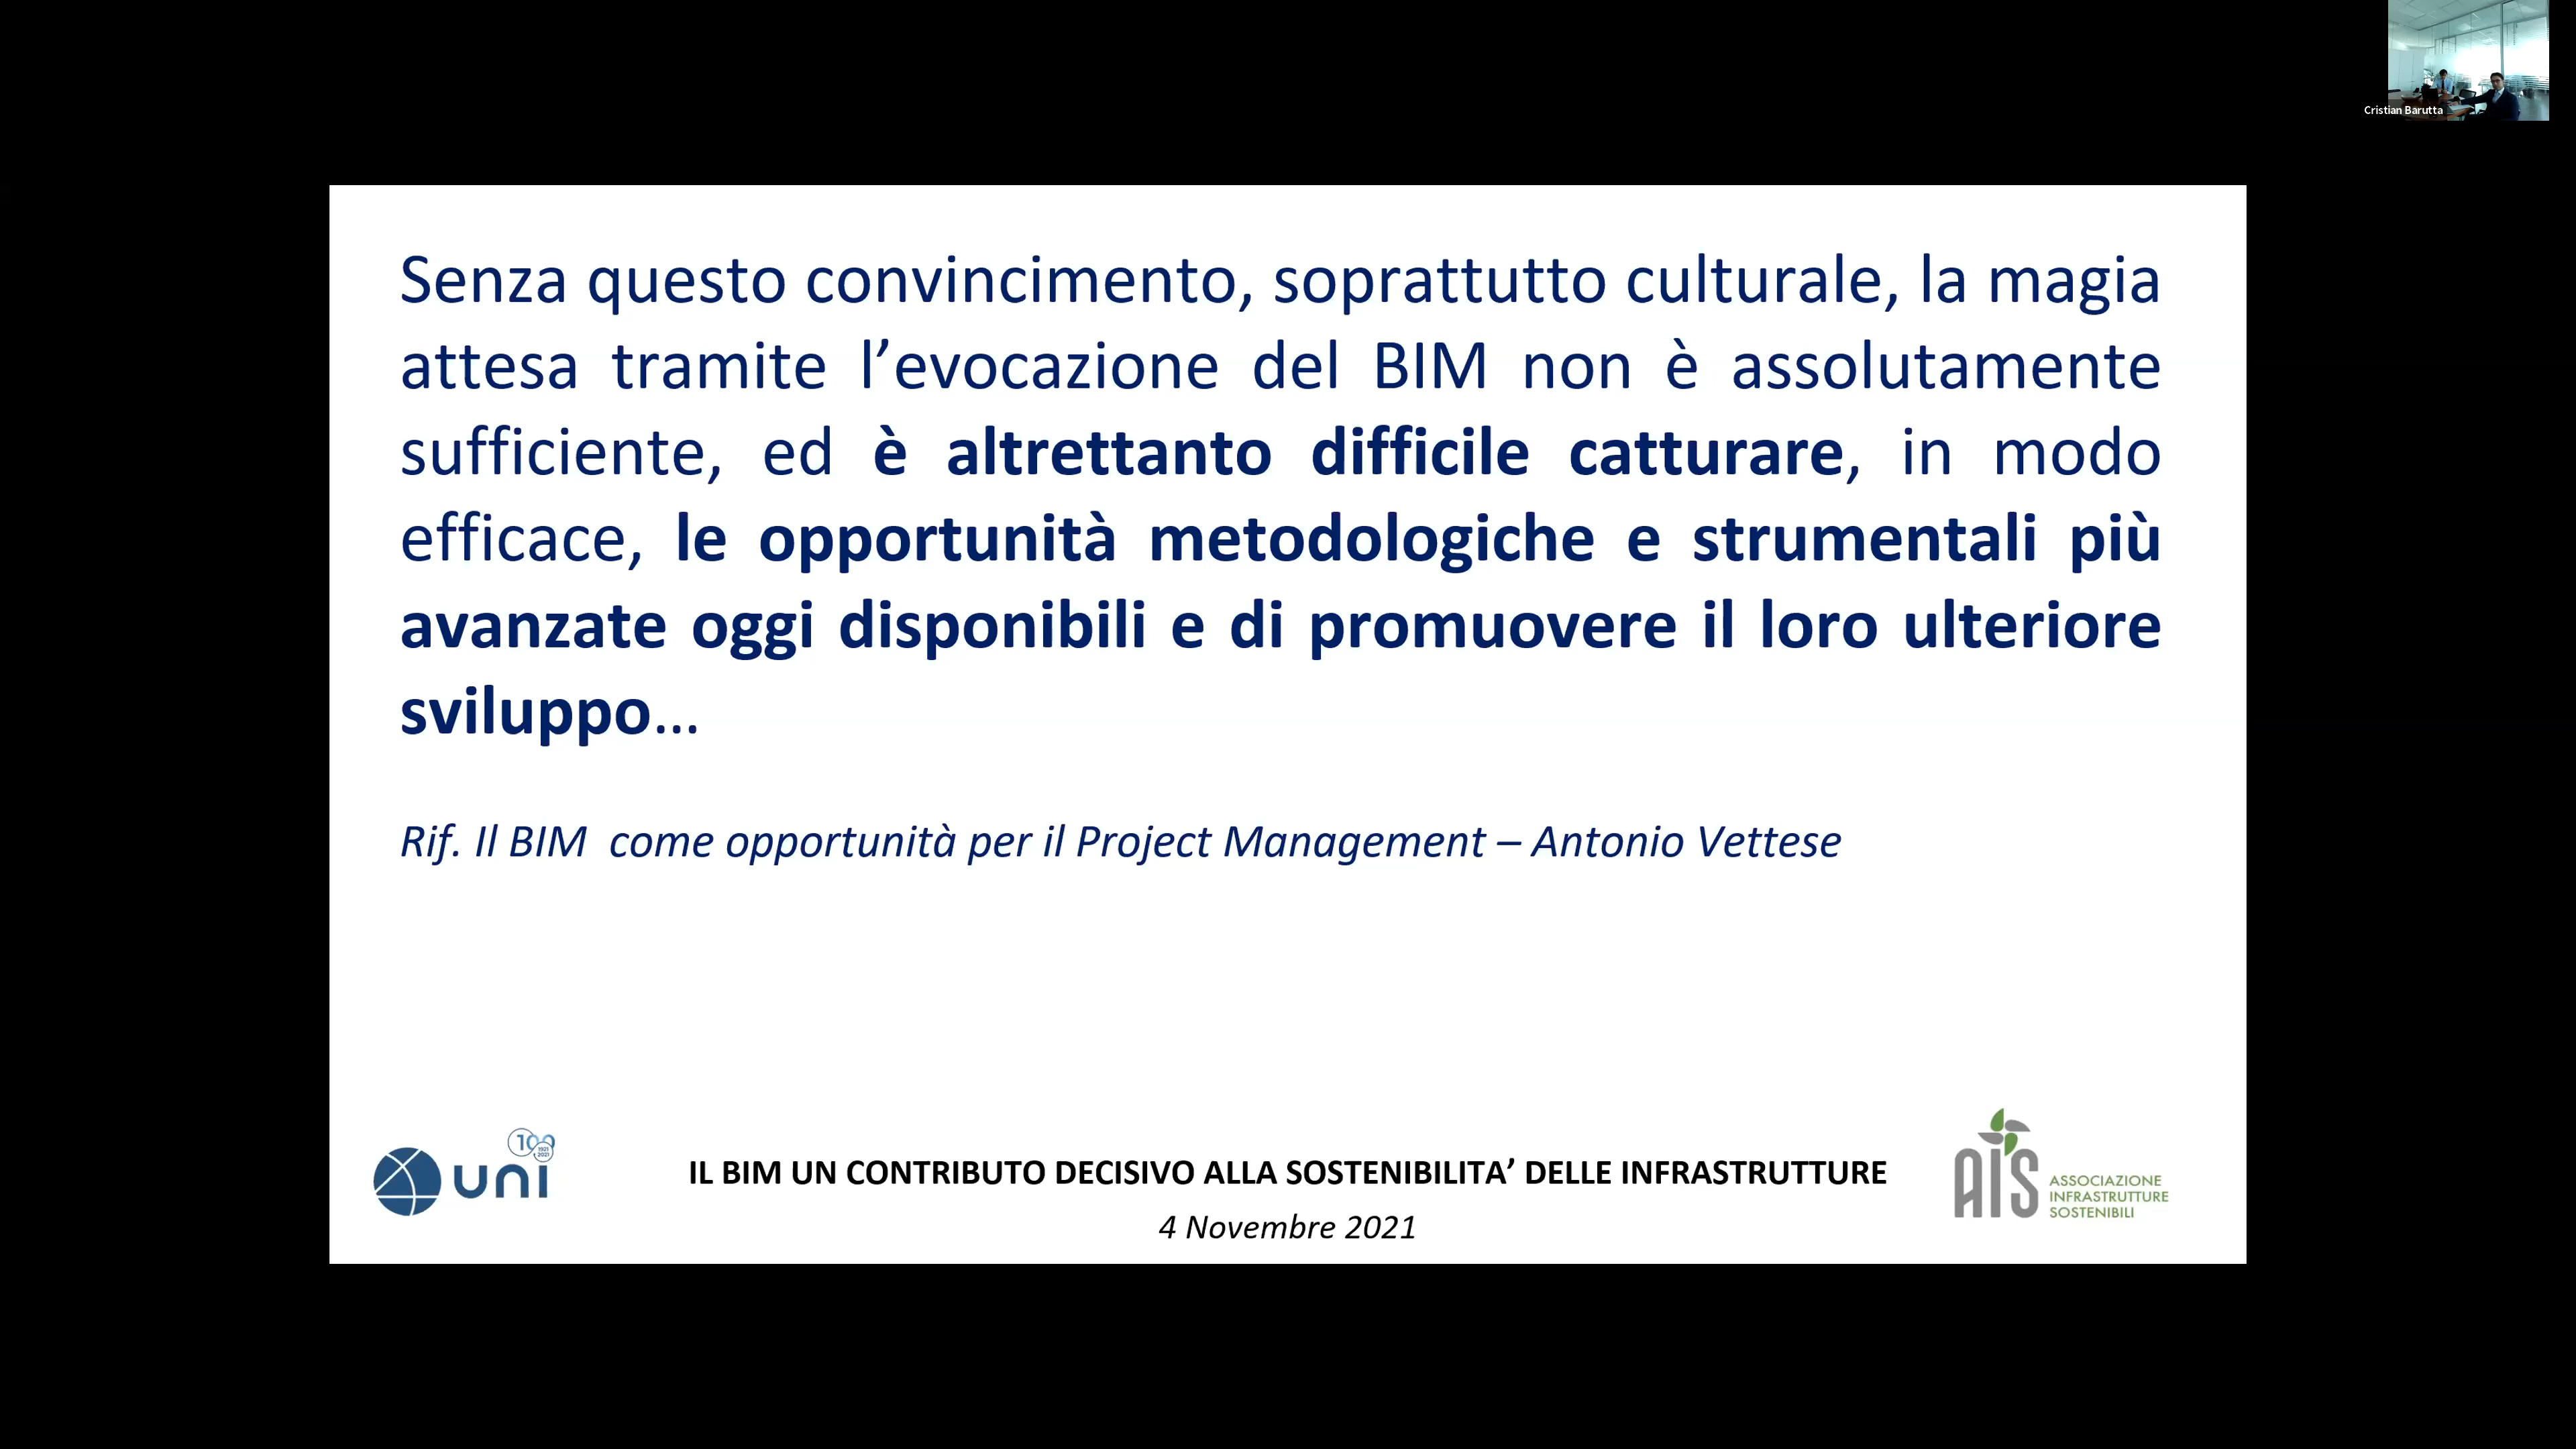 Cristian Barutta
Senza questo convincimento, soprattutto culturale, la magia
attesa tramite l’evocazione del BIM non è assolutamente
sufficiente, ed è altrettanto difficile catturare, in modo
efficace, le opportunità metodologiche e strumentali più
avanzate oggi disponibili e di promuovere il loro ulteriore
sviluppo...
Rif. Il BIM  come opportunità per il Project Management – Antonio Vettese
100
1921
2021
uni
IL BIM UN CONTRIBUTO DECISIVO ALLA SOSTENIBILITA’ DELLE INFRASTRUTTURE
4 Novembre 2021
AIS
ASSOCIAZIONE
INFRASTRUTTURE
SOSTENIBILI